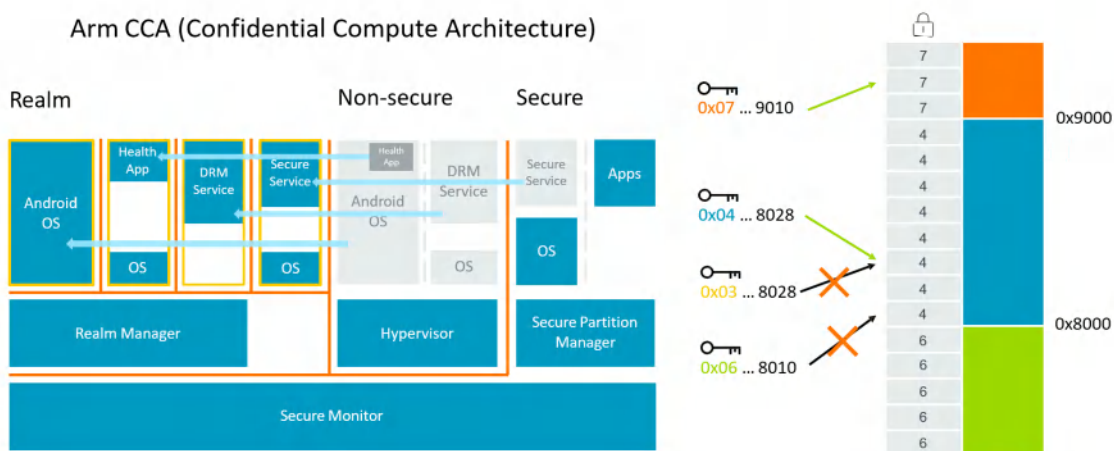 Arm CCA (Confidential Compute Architecture)
Realm
Non-secure
Secure
Android
OS
Health
App
OS
DRM
Service
Secure
Service
OS
Health
App
Android
OS
DRM
Service
OS
Secure
Service
OS
Apps
Realm Manager
Hypervisor
Secure Partition
Manager
Secure Monitor
0x07 ... 9010
0x04 ... 8028
0x03 ... 8028
0x06 ... 8010
7
7
7
4
4
4
4
4
4
4
4
6
6
6
6
6
0x9000
0x8000